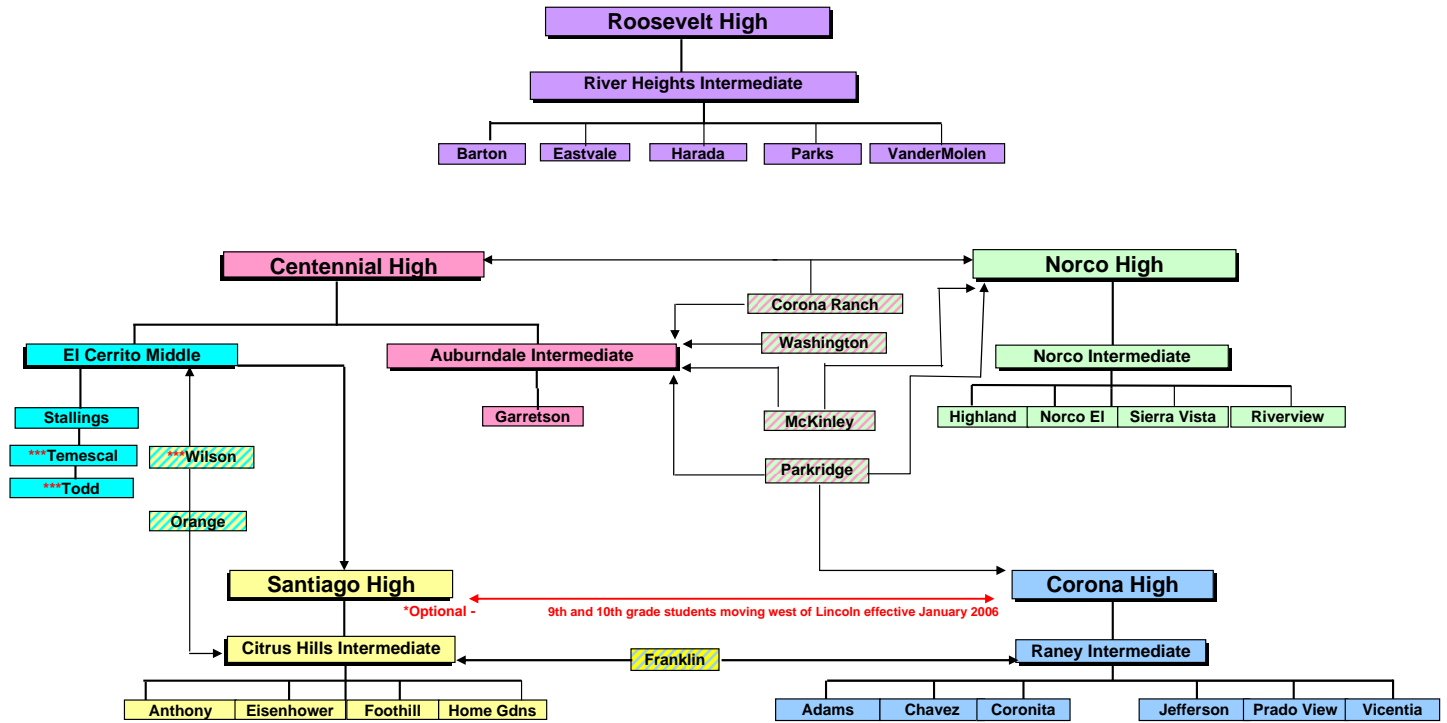 Roosevelt High
River Heights Intermediate
Barton
Eastvale
Harada
Parks
VanderMolen
Centennial High
Norco High
Corona Ranch
Washington
El Cerrito Middle
Auburndale Intermediate
Norco Intermediate
Stallings
Garretson
McKinley
Highland
Norco El
Sierra Vista
Riverview
***Temescal
***Wilson
Parkridge
***Todd
Orange
Santiago High
Corona High
*Optional - 9th and 10th grade students moving west of Lincoln effective January 2006
Citrus Hills Intermediate
Franklin
Raney Intermediate
Anthony
Eisenhower
Foothill
Home Gdns
Adams
Chavez
Coronita
Jefferson
Prado View
Vicentia